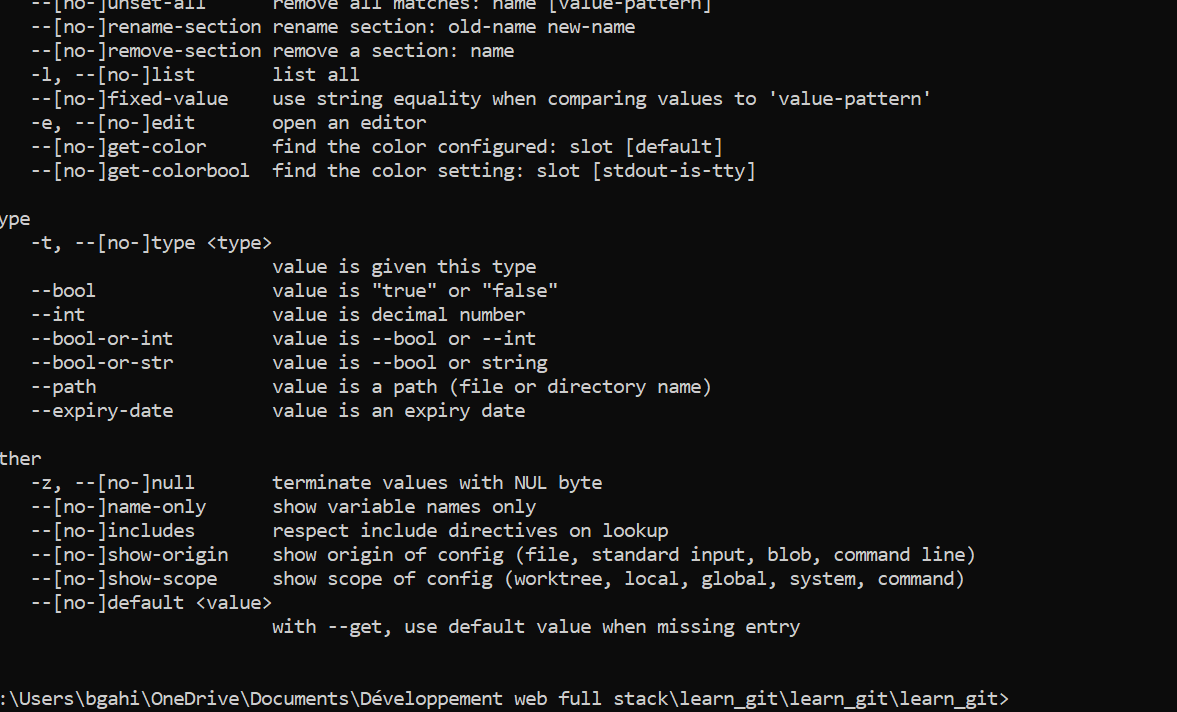 --[no-]unset-all remove all matches: name [value-pattern]
--[no-]rename-section rename section: old-name new-name
--[no-]remove-section remove a section: name
-l, --[no-]list list all
--[no-]fixed-value use string equality when comparing values to 'value-pattern'
-e, --[no-]edit open an editor
--[no-]get-color find the color configured: slot [default]
--[no-]get-colorbool find the color setting: slot [stdout-is-tty]
ype
-t, --[no-]type <type>
value is given this type
--bool value is "true" or "false"
--int value is decimal number
--bool-or-int value is --bool or --int
--bool-or-str value is --bool or string
--path value is a path (file or directory name)
--expiry-date value is an expiry date
ther
-z, --[no-]null terminate values with NUL byte
--[no-]name-only show variable names only
--[no-]includes respect include directives on lookup
--[no-]show-origin show origin of config (file, standard input, blob, command line)
--[no-]show-scope show scope of config (worktree, local, global, system, command)
--[no-]default <value>
with --get, use default value when missing entry
:\Users\bgahi\OneDrive\Documents\Développement web full stack\learn_git\learn_git\learn_git>